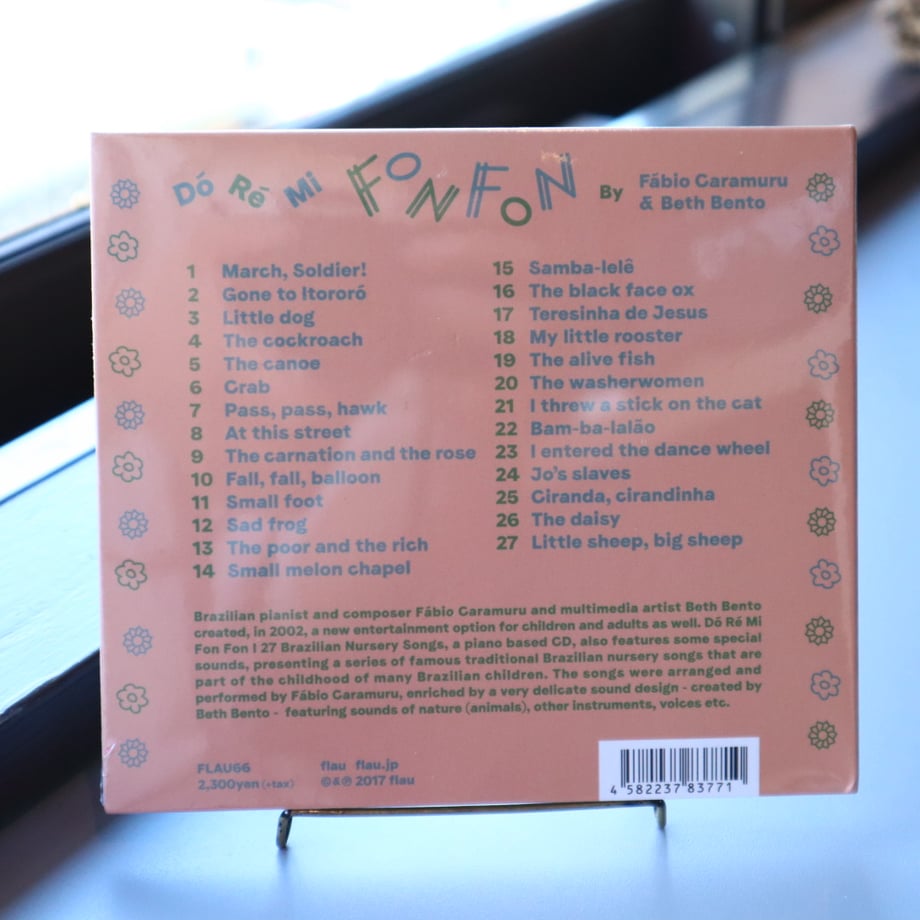 Dó Ré Mi FON FON By Fábio Caramuru
& Beth Bento
1 March, Soldier!
2 Gone to Itororó
3 Little dog
4 The cockroach
5 The canoe
6 Crab
7 Pass, pass, hawk
8 At this street
9 The carnation and the rose
10 Fall, fall, balloon
11 Small foot
12 Sad frog
13 The poor and the rich
14 Small melon chapel
15 Samba-lelê
16 The black face ox
17 Teresinha de Jesus
18 My little rooster
19 The alive fish
20 The washerwomen
21 I threw a stick on the cat
22 Bam-ba-lalão
23 I entered the dance wheel
24 Jo's slaves
25 Ciranda, cirandinha
26 The daisy
27 Little sheep, big sheep
Brazilian pianist and composer Fábio Caramuru and multimedia artist Beth Bento
created, in 2002, a new entertainment option for children and adults as well. Dó Ré Mi
Fon Fon | 27 Brazilian Nursery Songs, a piano based CD, also features some special
sounds, presenting a series of famous traditional Brazilian nursery songs that are
part of the childhood of many Brazilian children. The songs were arranged and
performed by Fábio Caramuru, enriched by a very delicate sound design - created by
Beth Bento - featuring sounds of nature (animals), other instruments, voices etc.
FLAU66
2,300yen (+tax)
flau flau.jp
©&℗ 2017 flau
4 582237 83771